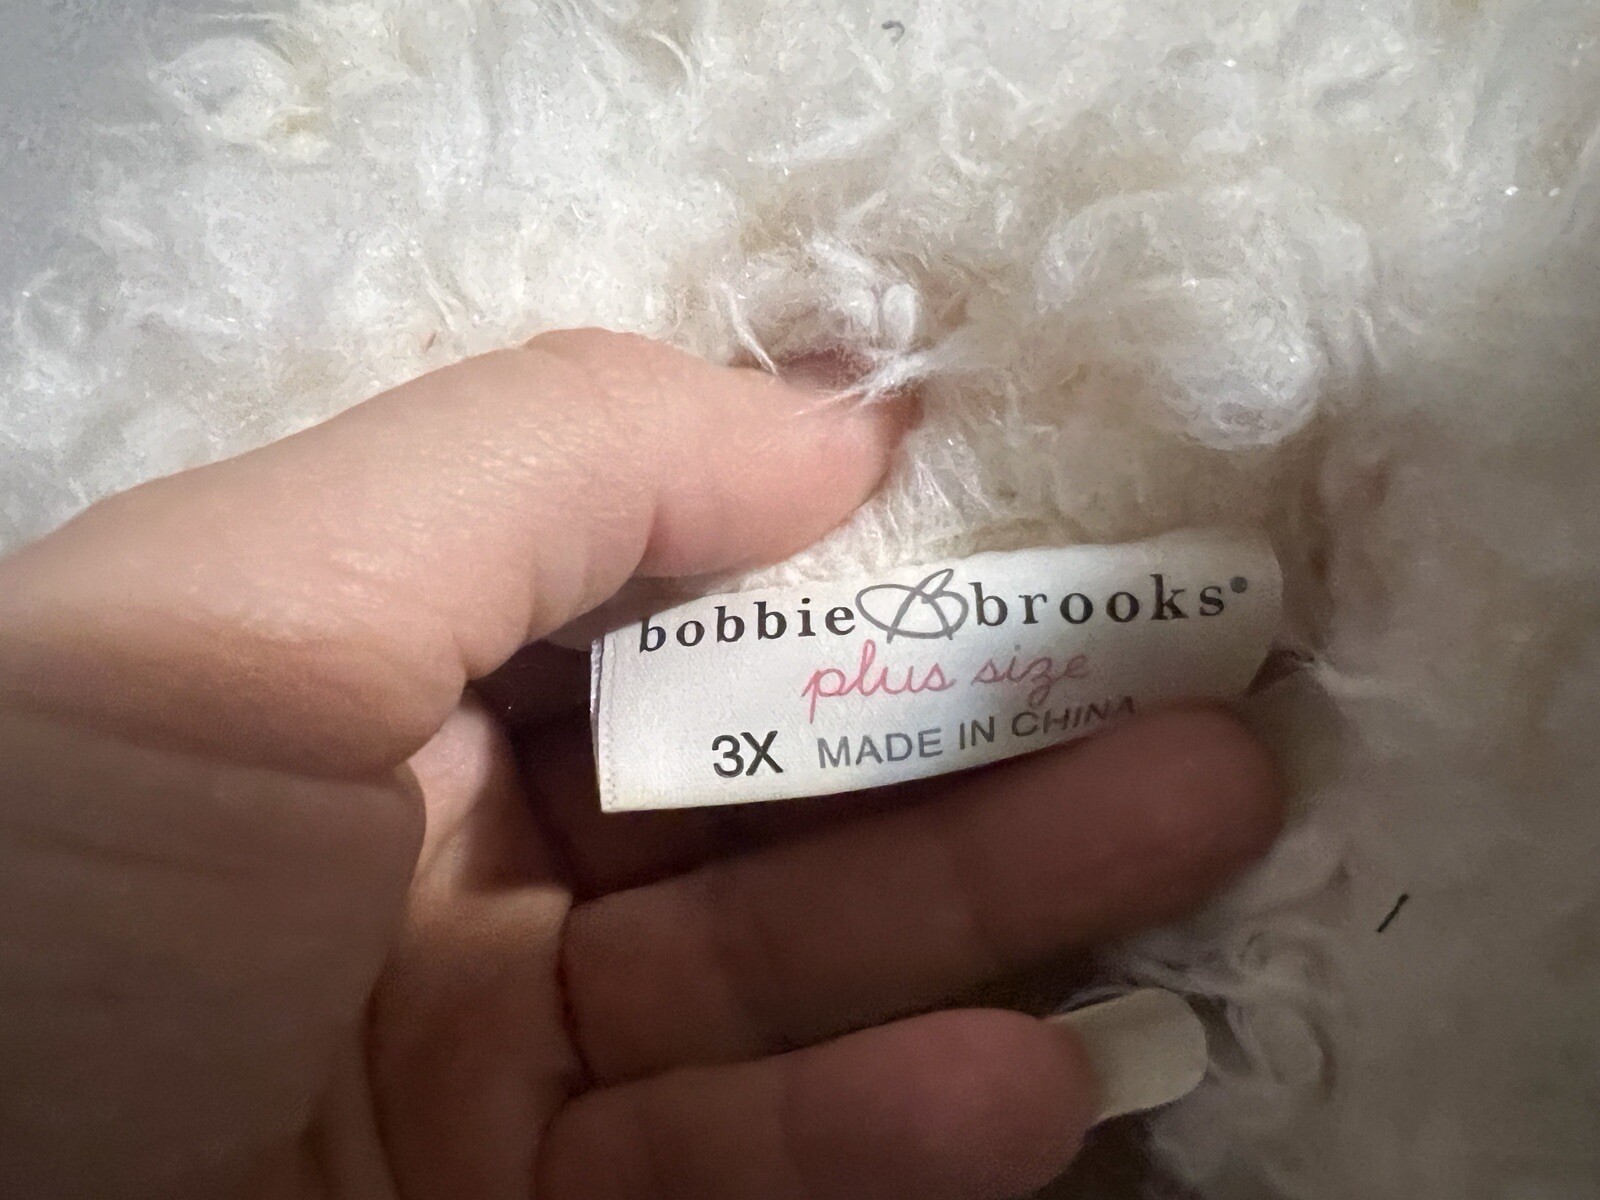 bobbie B brooks®
plus size
3X MADE IN CHINA